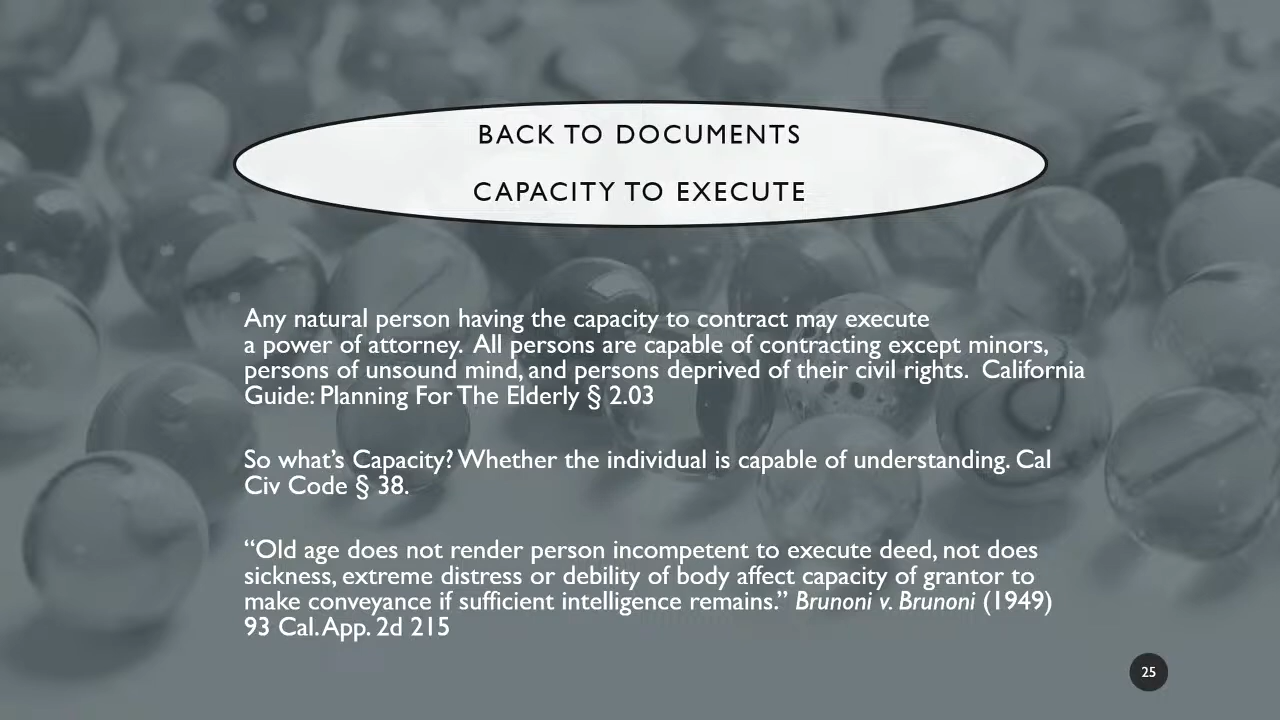 BACK TO DOCUMENTS
CAPACITY TO EXECUTE
Any natural person having the capacity to contract may execute
a power of attorney.  All persons are capable of contracting except minors,
persons of unsound mind, and persons deprived of their civil rights.  California
Guide: Planning For The Elderly § 2.03
So what’s Capacity? Whether the individual is capable of understanding. Cal
Civ Code § 38.
“Old age does not render person incompetent to execute deed, not does
sickness, extreme distress or debility of body affect capacity of grantor to
make conveyance if sufficient intelligence remains.” Brunoni v. Brunoni (1949)
93 Cal. App. 2d 215
25